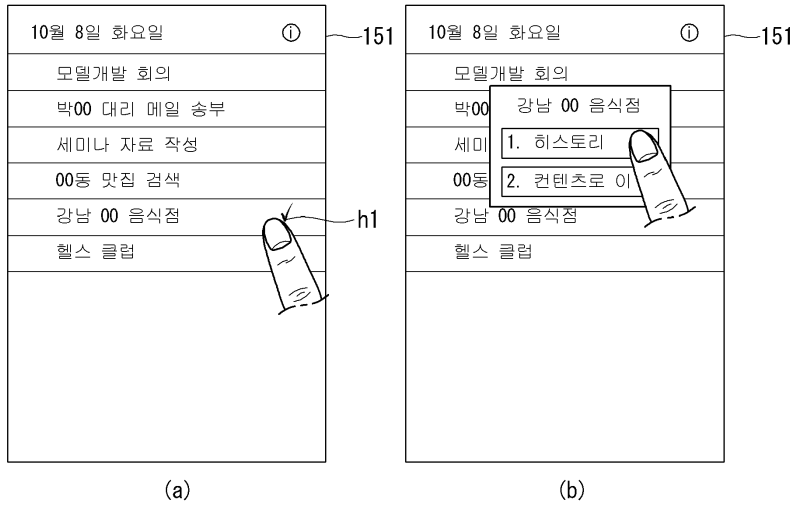 10월 8일 화요일 ⓘ
151
모델개발 회의
박00 대리 메일 송부
세미나 자료 작성
00동 맛집 검색
강남 00 음식점
h1
헬스 클럽
(a)
10월 8일 화요일 ⓘ
151
모델개발 회의
박00
강남 00 음식점
세미
1. 히스토리
00동
2. 컨텐츠로 이
강남 00 음식점
헬스 클럽
(b)